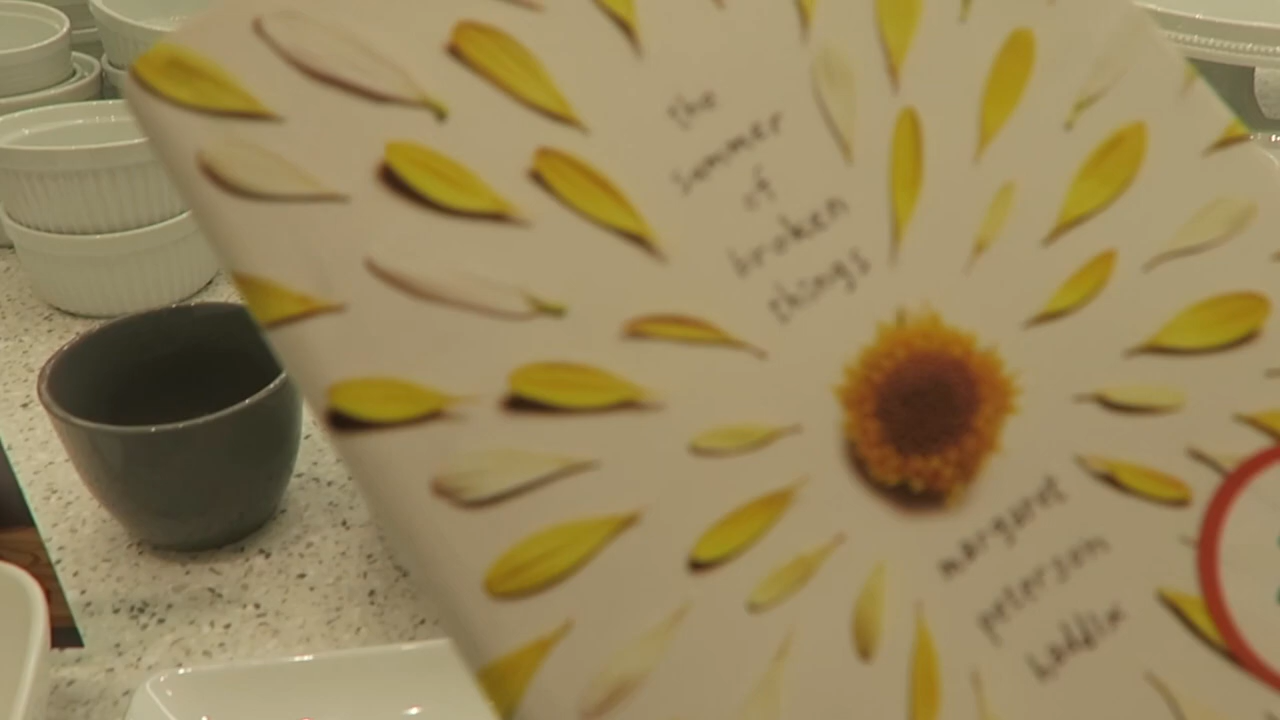 the
summer
of
broken
things
margaret
peterson
haddix